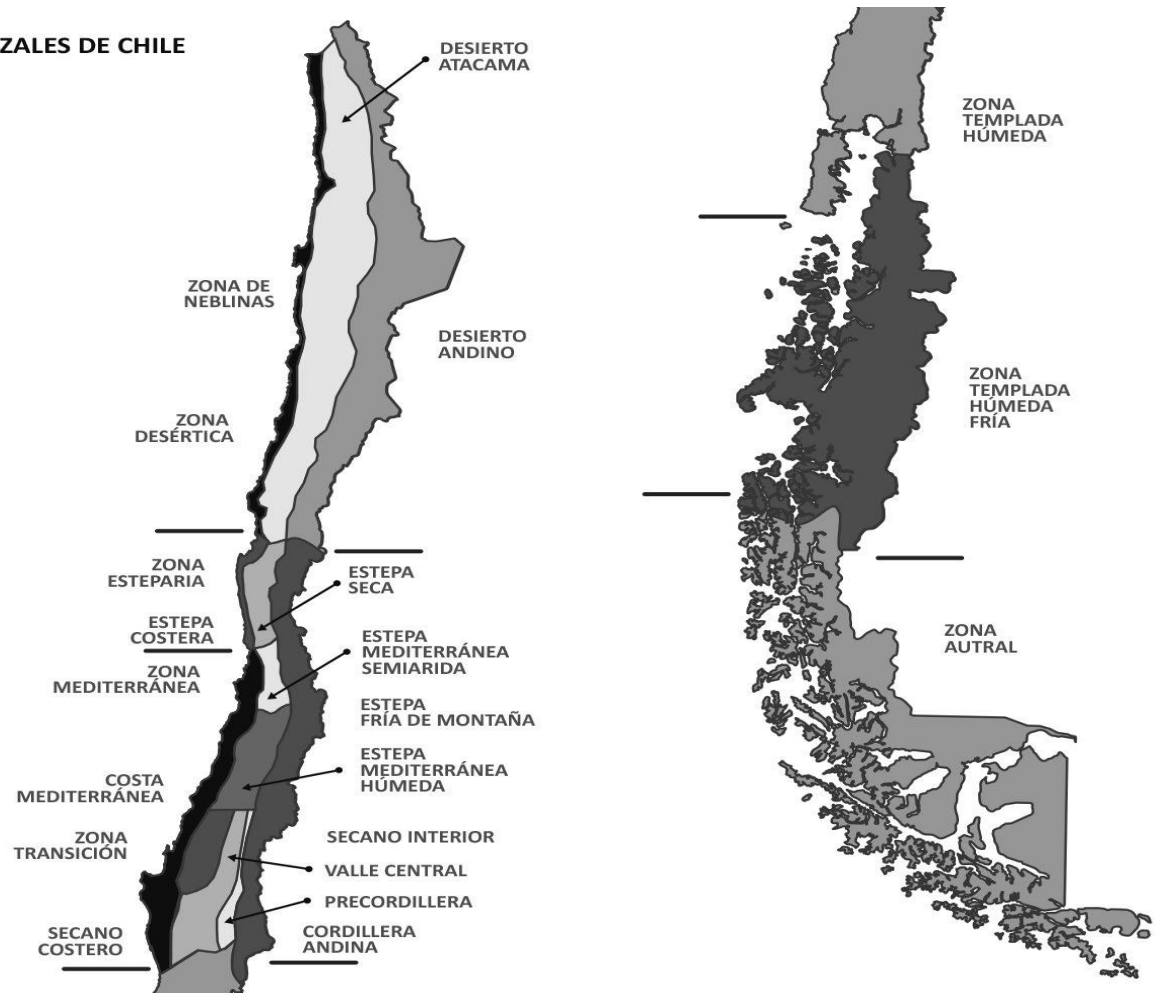 ZALES DE CHILE
DESIERTO
ATACAMA
ZONA DE
NEBLINAS
DESIERTO
ANDINO
ZONA
DESÉRTICA
ZONA
ESTEPARIA
ESTEPA
SECA
ESTEPA
COSTERA
ZONA
MEDITERRÁNEA
ESTEPA
MEDITERRÁNEA
SEMIARIDA
ESTEPA
FRÍA DE MONTAÑA
ESTEPA
MEDITERRÁNEA
HÚMEDA
COSTA
MEDITERRÁNEA
ZONA
TRANSICIÓN
SECANO INTERIOR
VALLE CENTRAL
PRECORDILLERA
SECANO
COSTERO
CORDILLERA
ANDINA
ZONA
TEMPLADA
HÚMEDA
ZONA
TEMPLADA
HÚMEDA
FRÍA
ZONA
AUTRAL